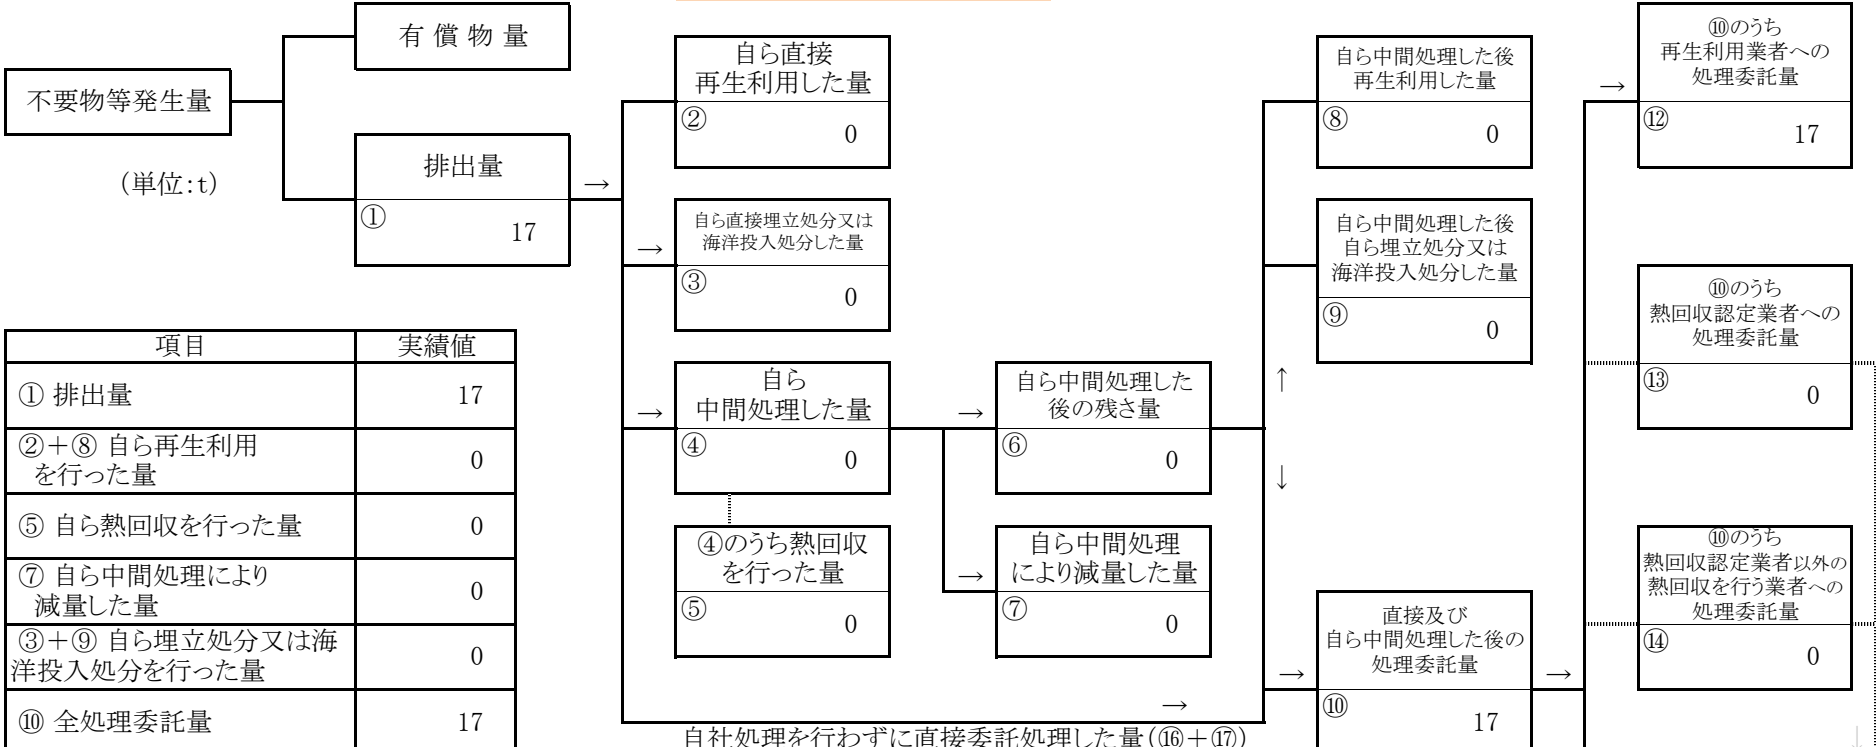 有 償 物 量
不要物等発生量
(単位:t)
排出量
①
17
→
自ら直接
再生利用した量
②
0
→
自ら直接埋立処分又は
海洋投入処分した量
③
0
→
自ら
中間処理した量
④
0
④のうち熱回収
を行った量
⑤
0
→
自ら中間処理した
後の残さ量
⑥
0
→
自ら中間処理
により減量した量
⑦
0
自ら中間処理した後
再生利用した量
⑧
0
自ら中間処理した後
自ら埋立処分又は
海洋投入処分した量
⑨
0
↑
↓
→
直接及び
自ら中間処理した後の
処理委託量
⑩
17
→
→
自社処理を行わずに直接委託処理した量(⑯+⑰)
→
⑩のうち
再生利用業者への
処理委託量
⑫
17
⑩のうち
熱回収認定業者への
処理委託量
⑬
0
⑩のうち
熱回収認定業者以外の
熱回収を行う業者への
処理委託量
⑭
0
項目 実績値
① 排出量 17
②+⑧ 自ら再生利用
を行った量 0
⑤ 自ら熱回収を行った量 0
⑦ 自ら中間処理により
減量した量 0
③+⑨ 自ら埋立処分又は海
洋投入処分を行った量 0
⑩ 全処理委託量 17